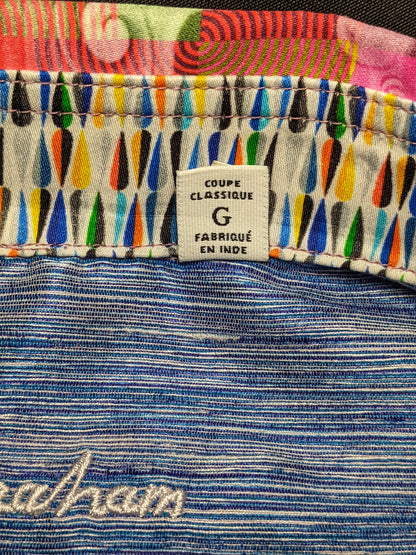 COUPE
CLASSIQUE
G
FABRIQUÉ
EN INDE